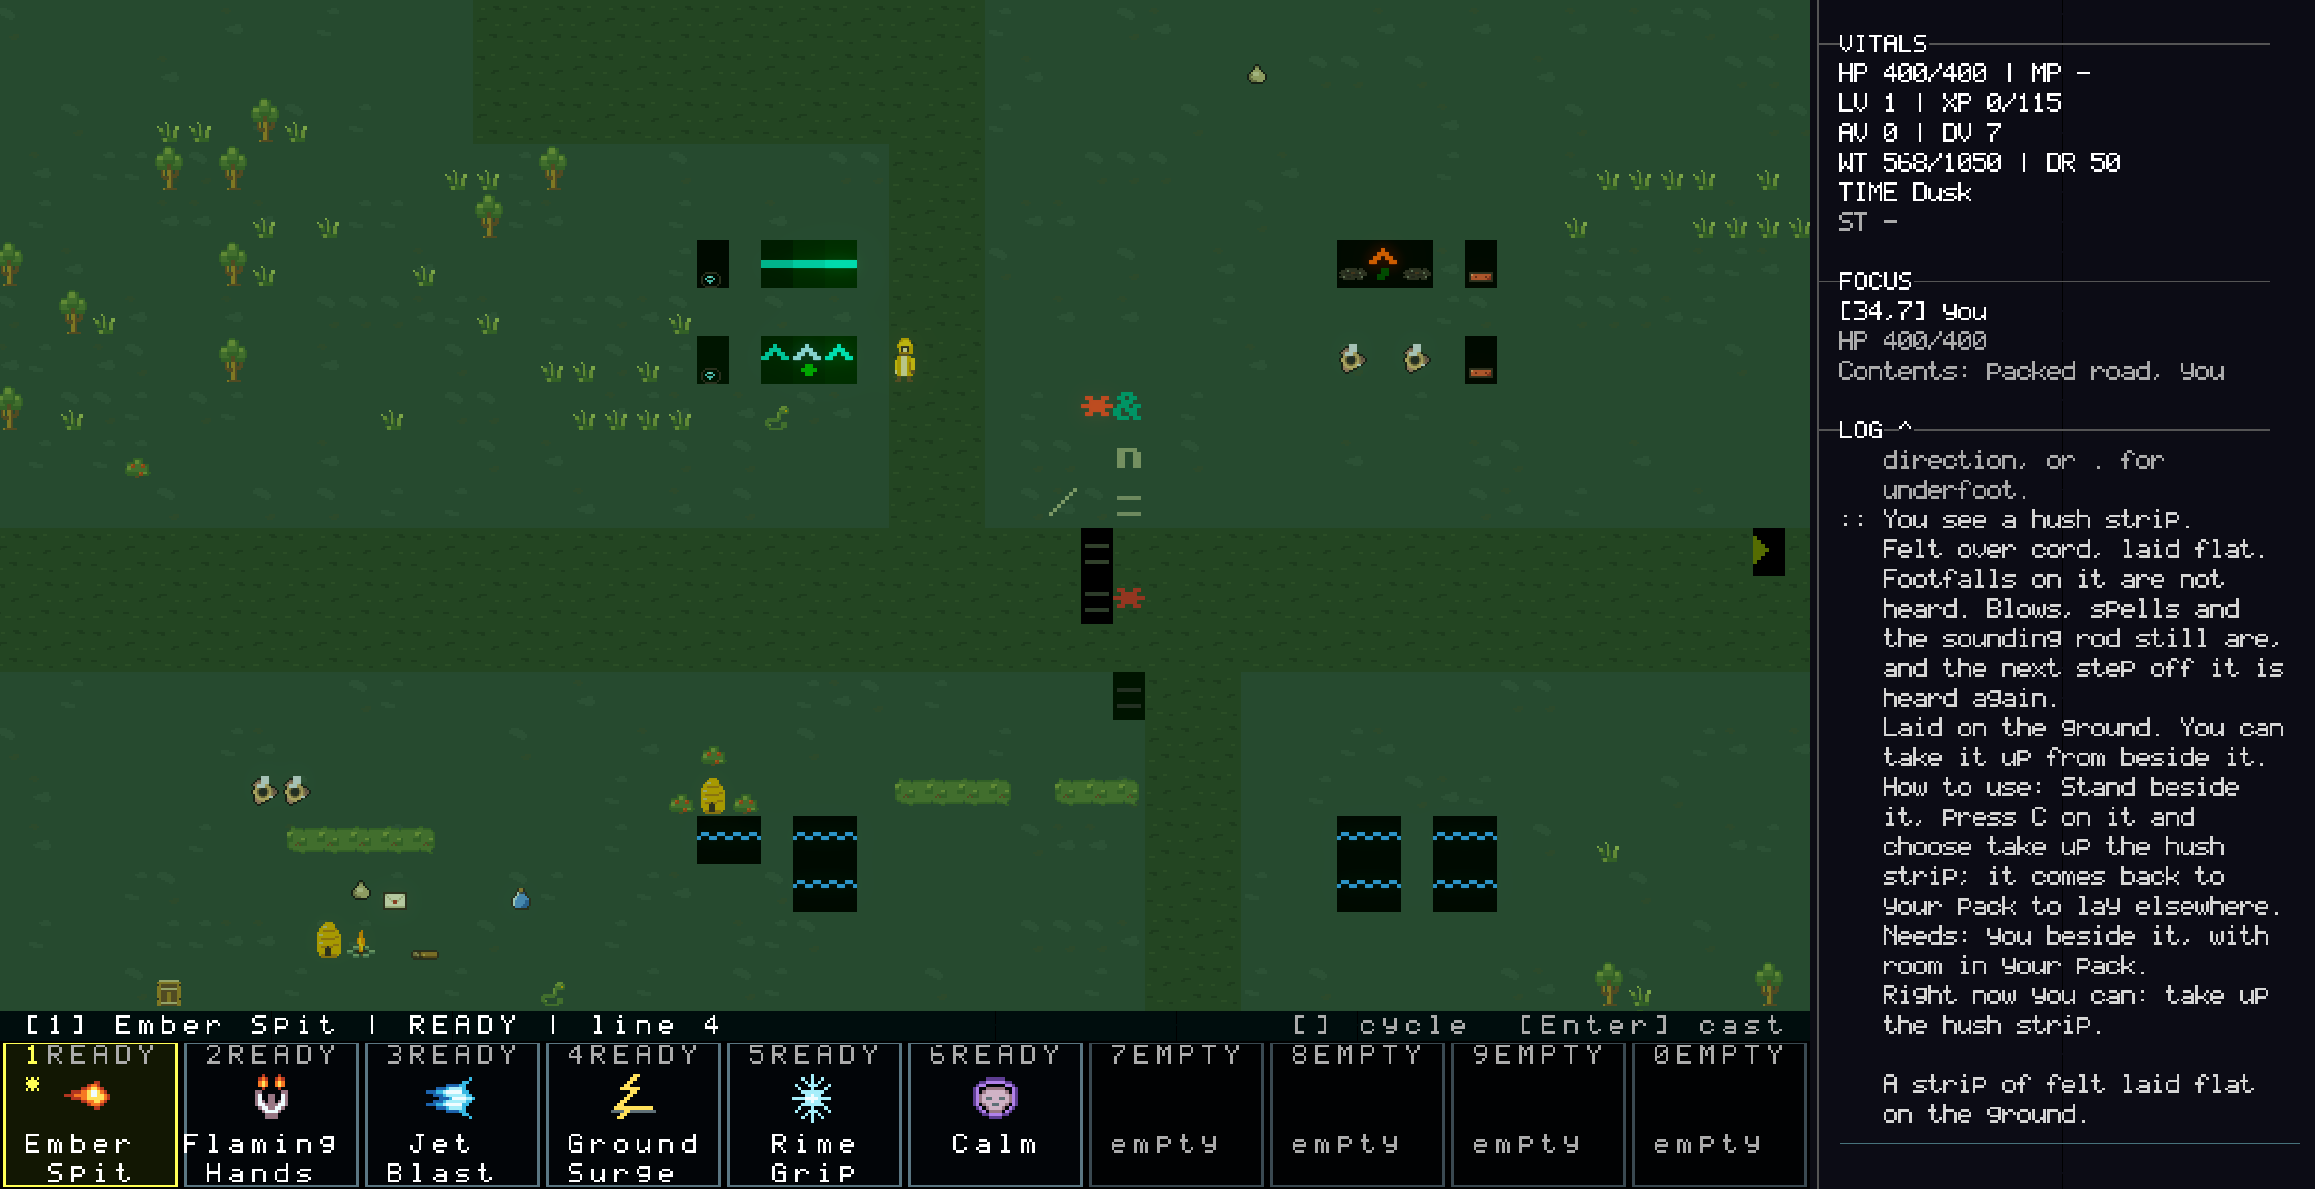 VITALS
HP 400/400 | MP -
LV 1 | XP 0/115
AV 0 | DV 7
WT 568/1050 | DR 50
TIME Dusk
ST -
FOCUS
[34,7] You
HP 400/400
Contents: Packed road, You
LOG ^
direction, or . for
underfoot.
:: You see a hush strip.
Felt over cord, laid flat.
Footfalls on it are not
heard. Blows, spells and
the sounding rod still are,
and the next step off it is
heard again.
Laid on the ground. You can
take it up from beside it.
How to use: Stand beside
it, Press C on it and
choose take up the hush
strip; it comes back to
your pack to lay elsewhere.
Needs: you beside it, with
room in your pack.
Right now you can: take up
the hush strip.
A strip of felt laid flat
on the ground.
&
[1] Ember Spit | READY | line 4
[] cycle [Enter] cast
1READY
*
Ember
Spit
2READY
Flaming
Hands
3READY
Jet
Blast
4READY
Ground
Surge
5READY
Rime
Grip
6READY
Calm
7EMPTY
empty
8EMPTY
empty
9EMPTY
empty
0EMPTY
empty